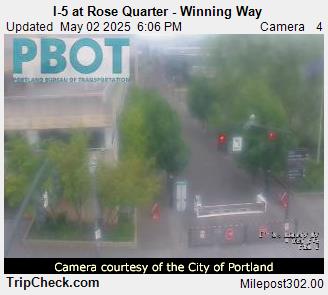 I-5 at Rose Quarter - Winning Way
Updated May 02 2025 6:06 PM Camera 4
PBOT
PORTLAND BUREAU OF TRANSPORTATION
Camera courtesy of the City of Portland
TripCheck.com Milepost302.00